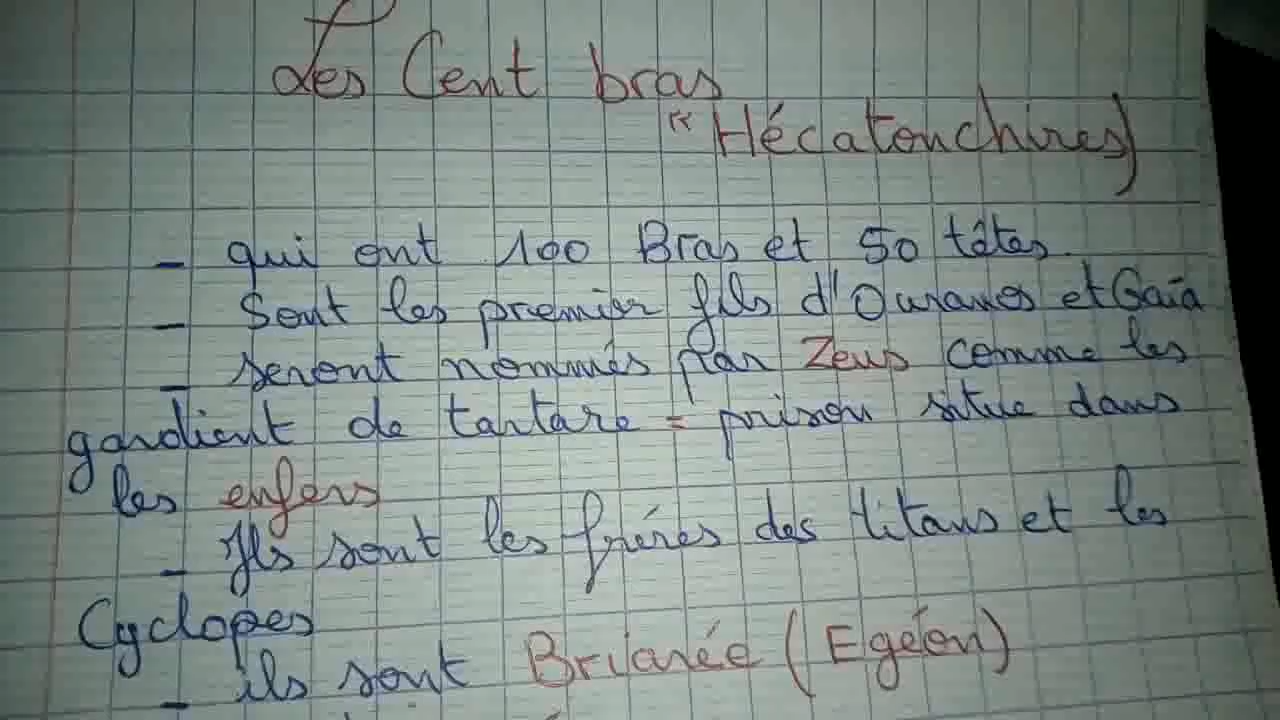 des Cent bras
"Hécatonchires)
- qui ont 100 Bras et 50 têtes.
- Sont les premier fils d'Ouranos et Gaïa
- seront nommés par Zeus comme les
gardient de tartare = prison situe dans
les enfers
- Ils sont les fréres des titans et les
Cyclopes
- ils sont Briarée (Egéon)